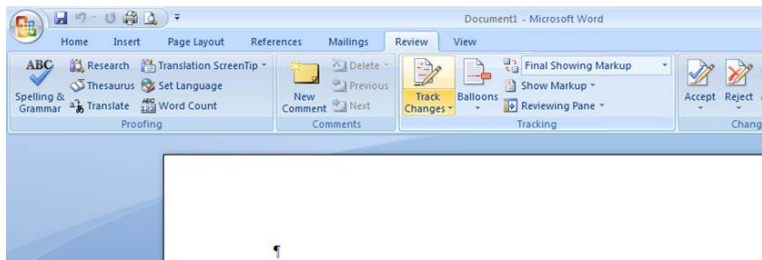 Document1 - Microsoft Word
Home Insert Page Layout References Mailings Review View
ABC Research Translation ScreenTip Delete Final Showing Markup
Thesaurus Set Language Previous Show Markup
Spelling & Grammar Translate ABC 123 Word Count New Comment Next Track Changes Balloons Reviewing Pane Accept Reject
Proofing Comments Tracking Chang
¶